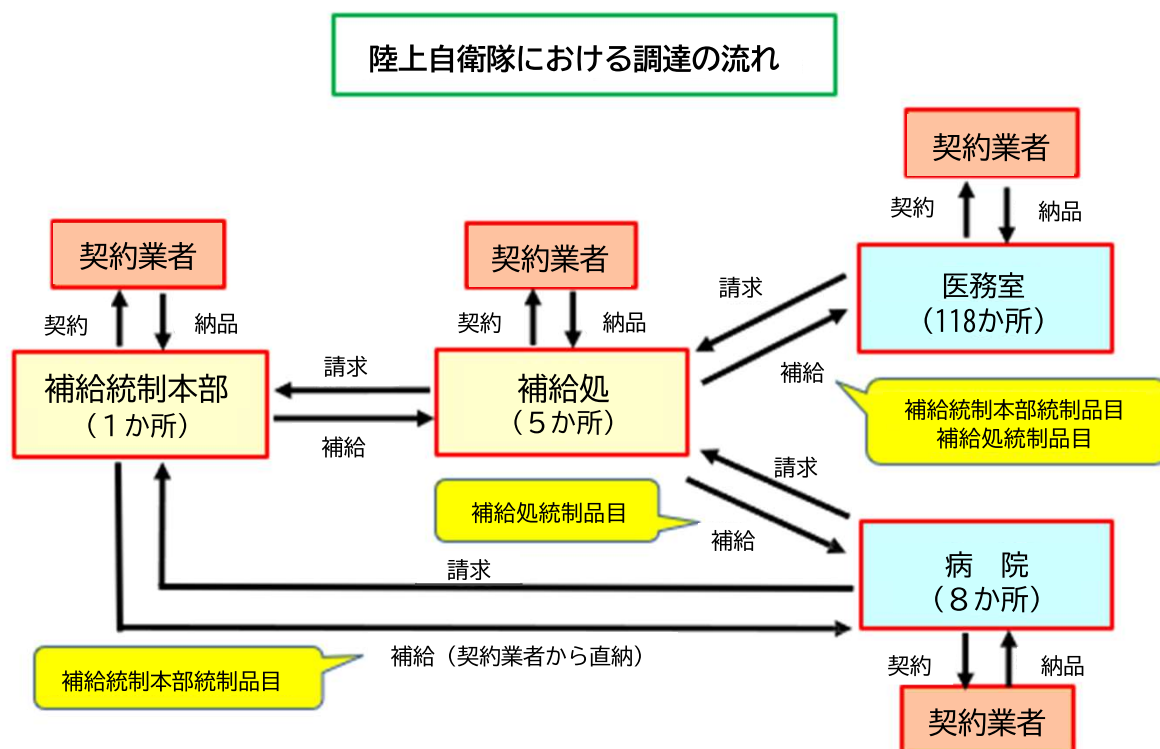 陸上自衛隊における調達の流れ
契約業者
契約
納品
契約業者
契約業者
契約
納品
契約
納品
請求
医務室
（118か所）
補給統制本部
（１か所）
請求
補給
補給処
（５か所）
補給
補給統制本部統制品目
補給処統制品目
請求
補給処統制品目
補給
病　院
（８か所）
請求
補給（契約業者から直納）
補給統制本部統制品目
契約
納品
契約業者